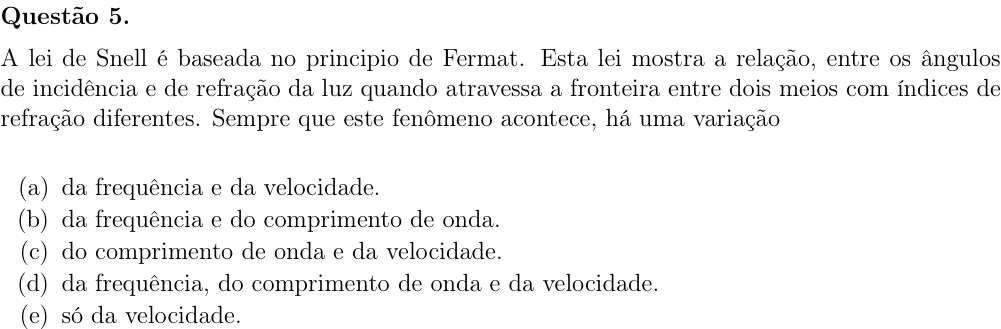 Questão 5.
A lei de Snell é baseada no principio de Fermat. Esta lei mostra a relação, entre os ângulos
de incidência e de refração da luz quando atravessa a fronteira entre dois meios com índices de
refração diferentes. Sempre que este fenômeno acontece, há uma variação
(a) da frequência e da velocidade.
(b) da frequência e do comprimento de onda.
(c) do comprimento de onda e da velocidade.
(d) da frequência, do comprimento de onda e da velocidade.
(e) só da velocidade.